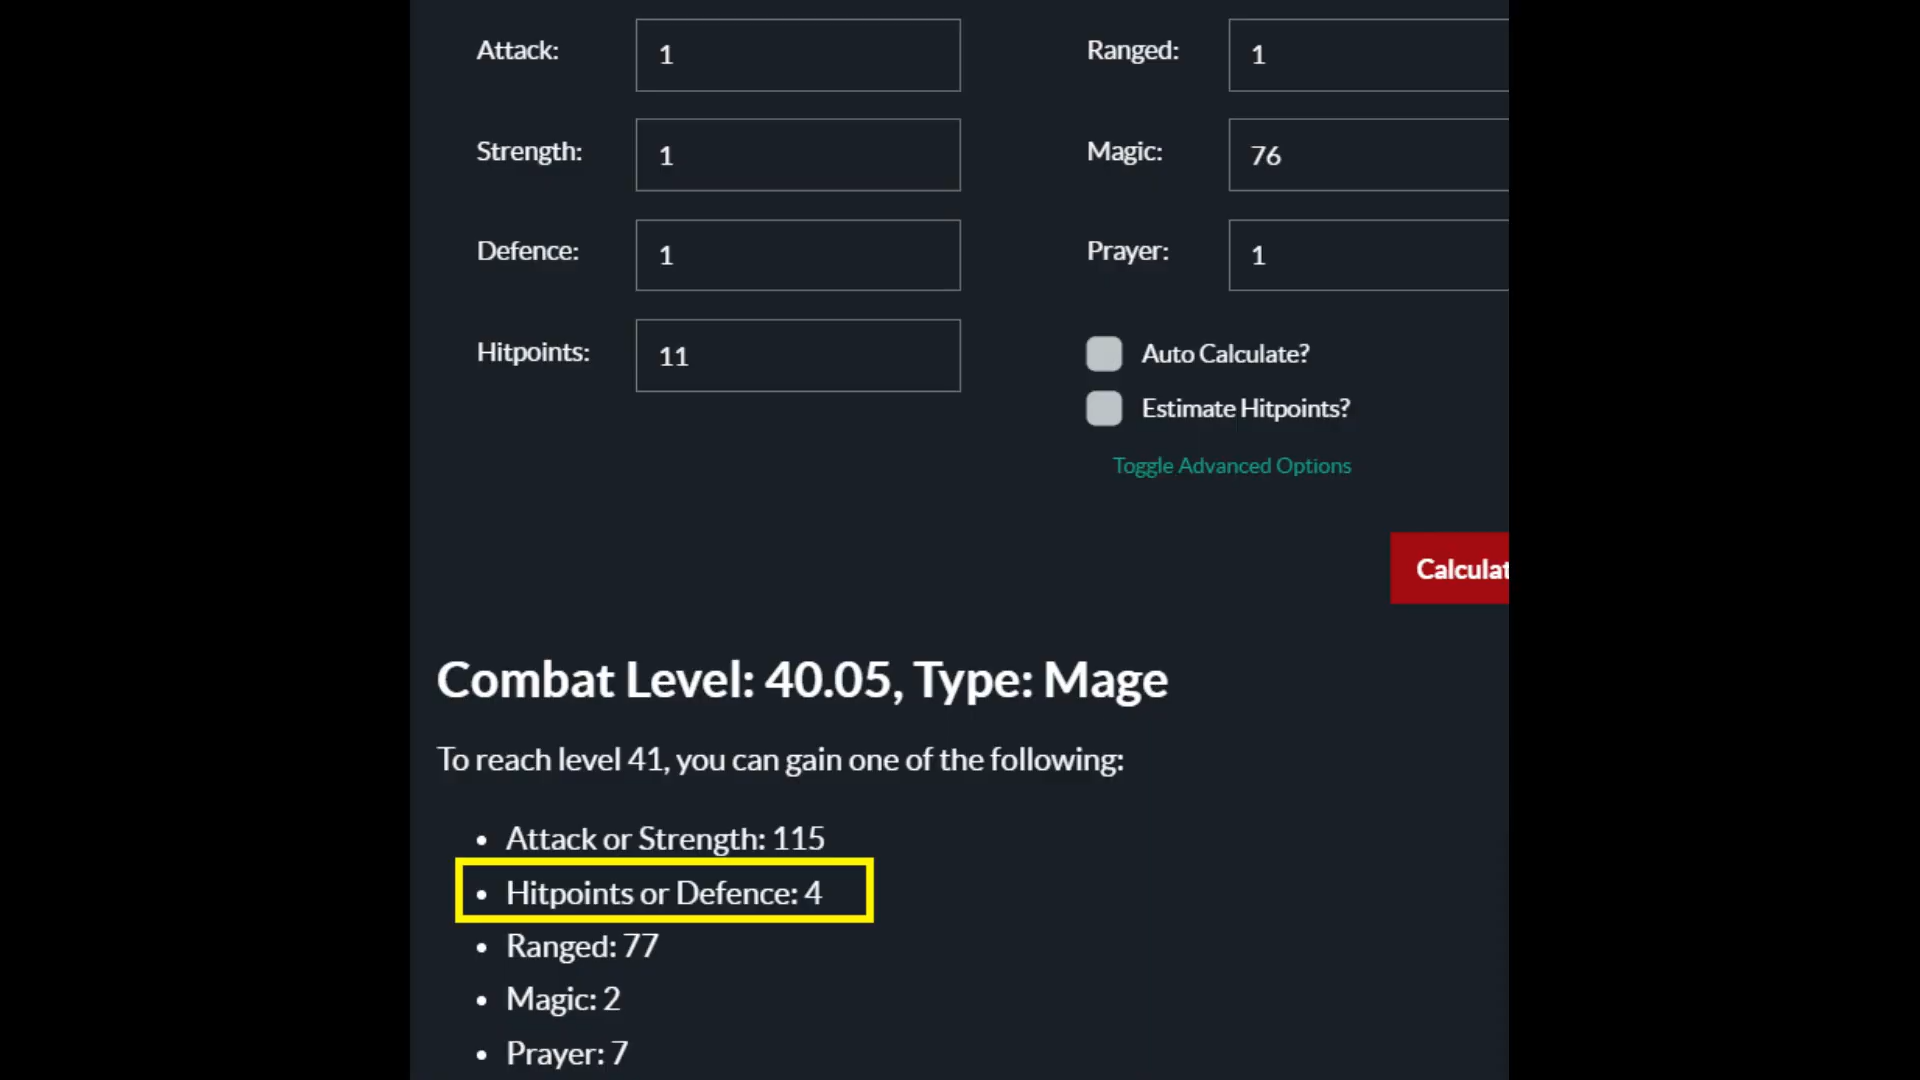 Attack: 1 Ranged: 1
Strength: 1 Magic: 76
Defence: 1 Prayer: 1
Hitpoints: 11 Auto Calculate?
Estimate Hitpoints?
Toggle Advanced Options
Calculat
Combat Level: 40.05, Type: Mage
To reach level 41, you can gain one of the following:
• Attack or Strength: 115
• Hitpoints or Defence: 4
• Ranged: 77
• Magic: 2
• Prayer: 7